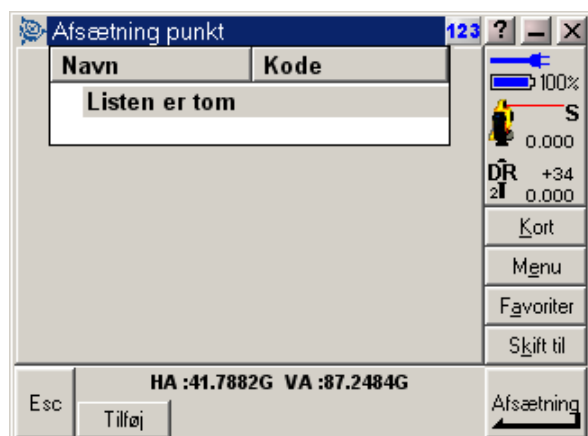 Afsætning punkt 123 ?
Navn Kode
Listen er tom
100%
S
0.000
DR +34
2 0.000
Kort
Menu
Favoriter
Skift til
HA :41.7882G VA :87.2484G
Esc
Tilføj
Afsætning